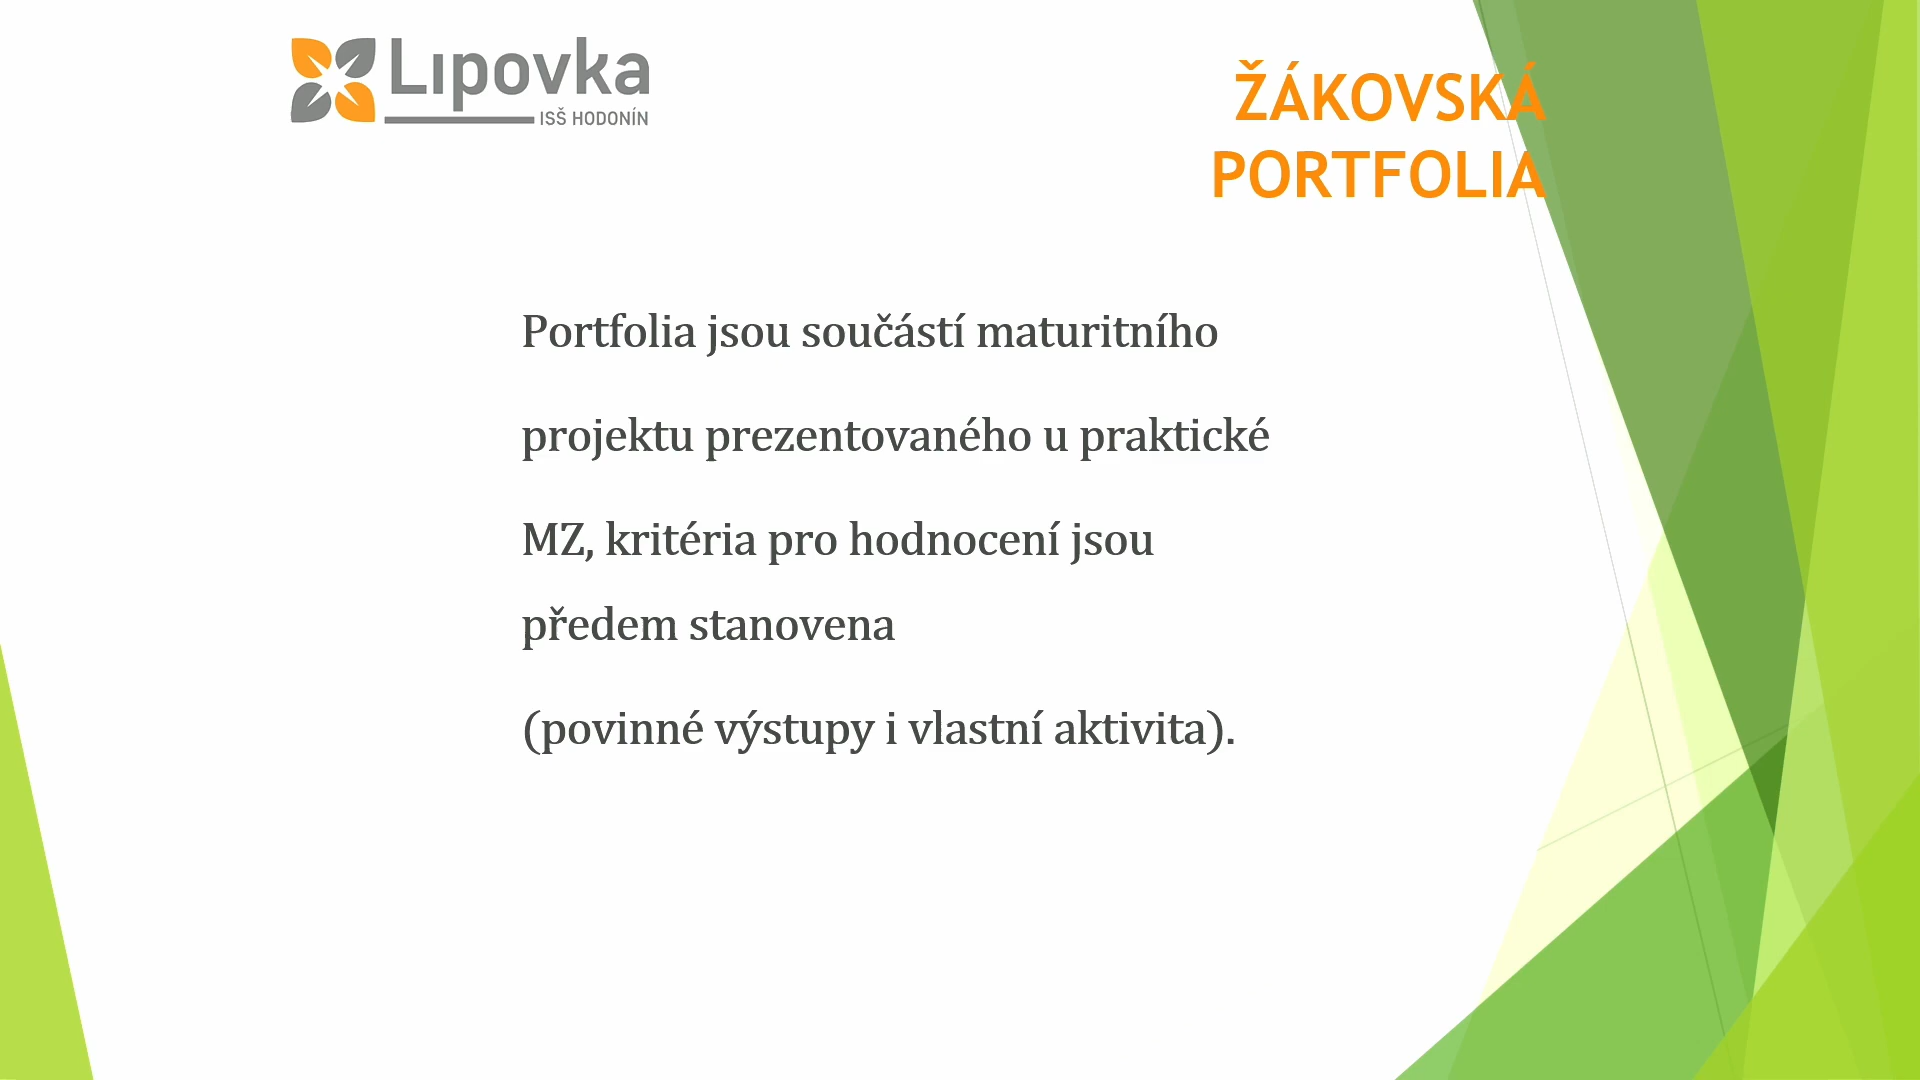 Lipovka
ISŠ HODONÍN
ŽÁKOVSKÁ
PORTFOLIA
Portfolia jsou součástí maturitního
projektu prezentovaného u praktické
MZ, kritéria pro hodnocení jsou
předem stanovena
(povinné výstupy i vlastní aktivita).